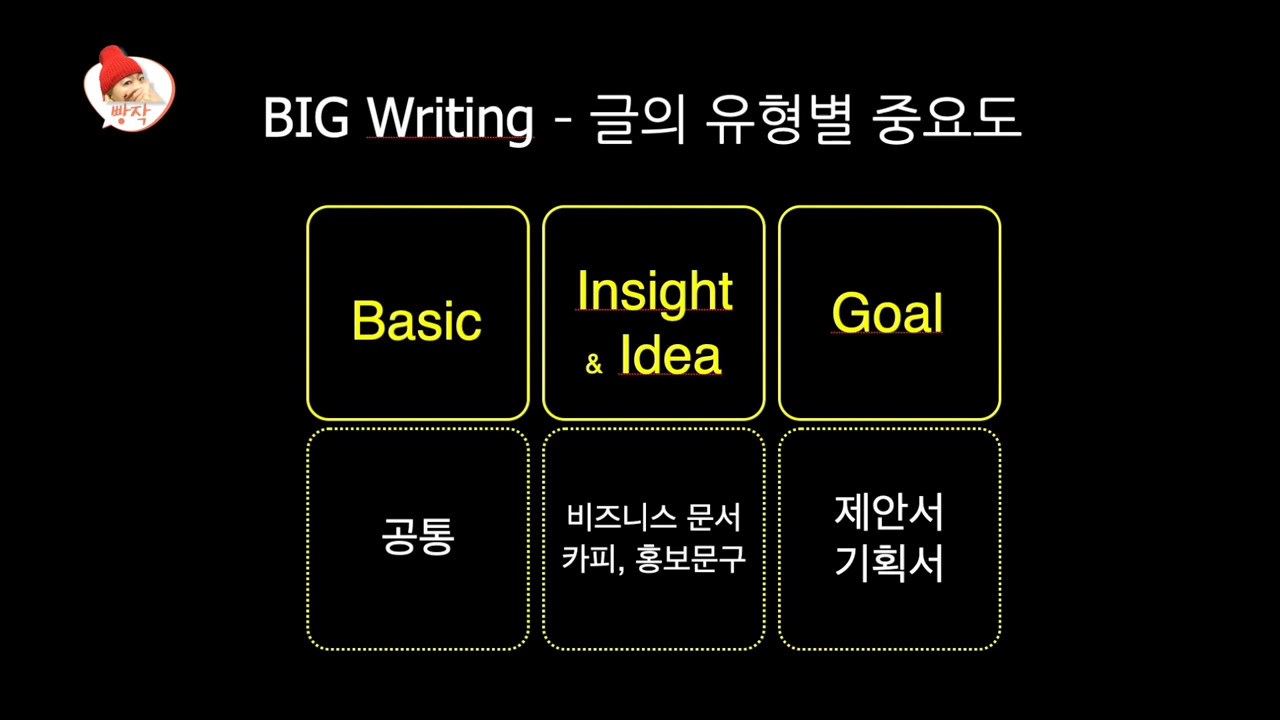 빵작
BIG Writing - 글의 유형별 중요도
Basic
Insight
& Idea
Goal
공통
비즈니스 문서
카피, 홍보문구
제안서
기획서